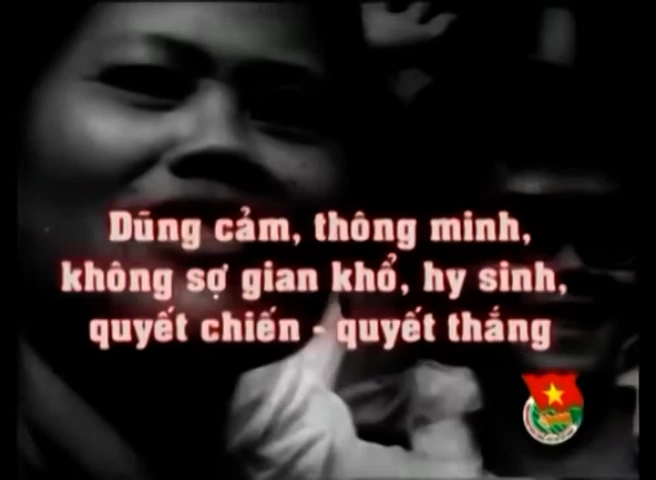 Dũng cảm, thông minh,
không sợ gian khổ, hy sinh,
quyết chiến - quyết thắng